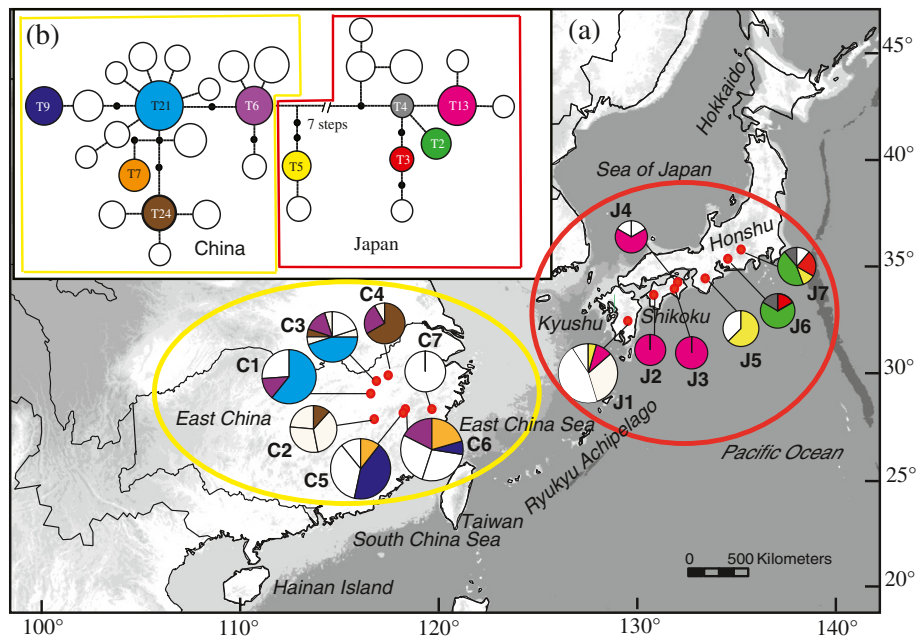 (b)
(a)
T9
T21
T6
T4
T13
7 steps
T2
T3
T5
T7
T24
China
Japan
45°
40°
35°
30°
25°
20°
Hokkaido
Sea of Japan
Honshu
J4
J7
J6
J5
Kyushu
Shikoku
J2
J3
J1
C4
C3
C7
C1
East China
C2
C5
C6
East China Sea
Ryukyu Achipelago
Pacific Ocean
Taiwan
South China Sea
Hainan Island
0 500 Kilometers
100° 110° 120° 130° 140°